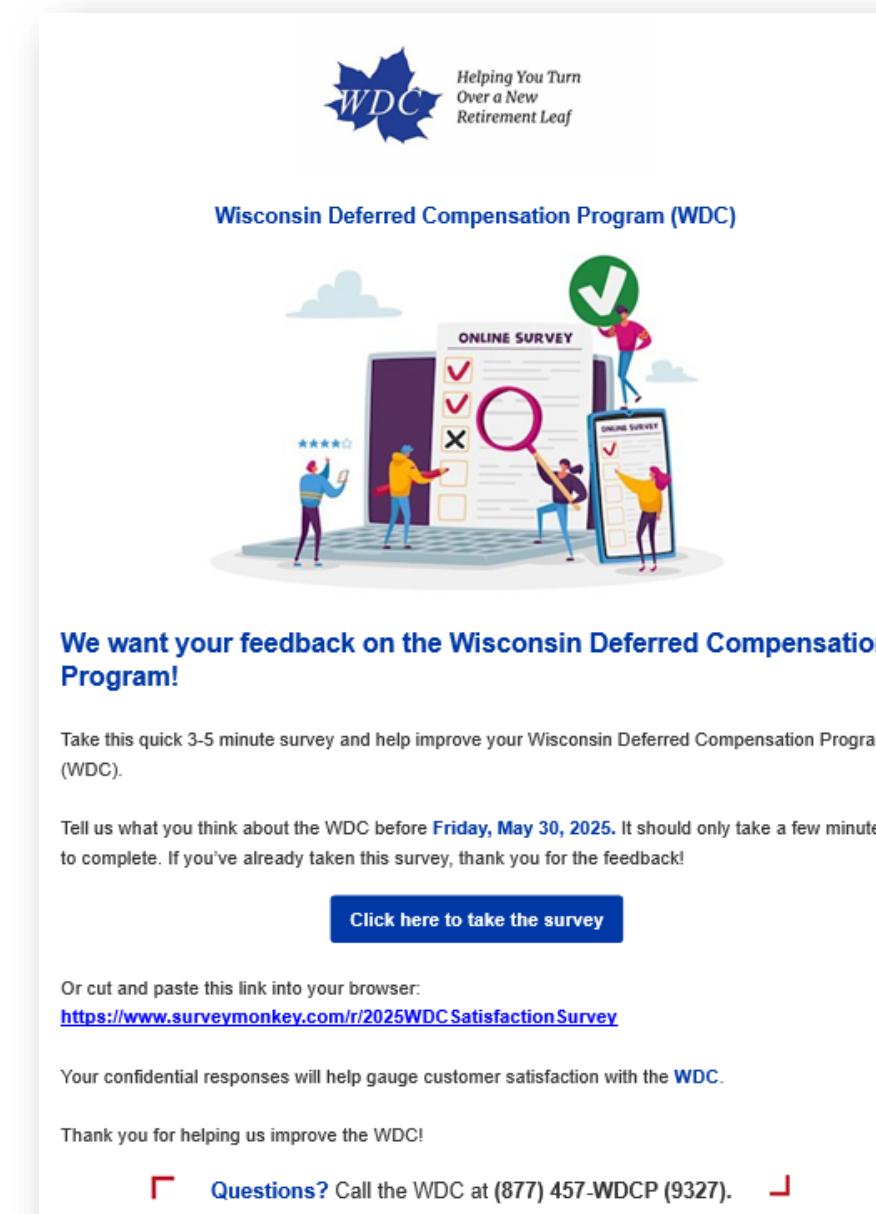 WDC
Helping You Turn
Over a New
Retirement Leaf
Wisconsin Deferred Compensation Program (WDC)
ONLINE SURVEY
ONLINE SURVEY
We want your feedback on the Wisconsin Deferred Compensation
Program!
Take this quick 3-5 minute survey and help improve your Wisconsin Deferred Compensation Progra
(WDC).
Tell us what you think about the WDC before Friday, May 30, 2025. It should only take a few minute
to complete. If you've already taken this survey, thank you for the feedback!
Click here to take the survey
Or cut and paste this link into your browser:
https://www.surveymonkey.com/r/2025WDCSatisfactionSurvey
Your confidential responses will help gauge customer satisfaction with the WDC.
Thank you for helping us improve the WDC!
Questions? Call the WDC at (877) 457-WDCP (9327).